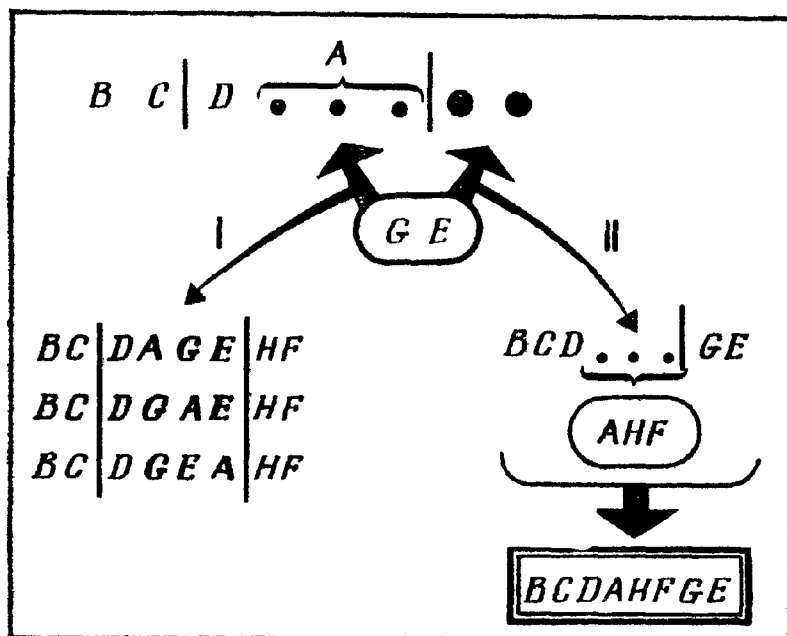 A
B C | D • • • | • •
G E
I
II
BC|DAGE|HF
BC|DGAE|HF
BC|DGEA|HF
BCD...|GE
AHF
BCDAHFGE